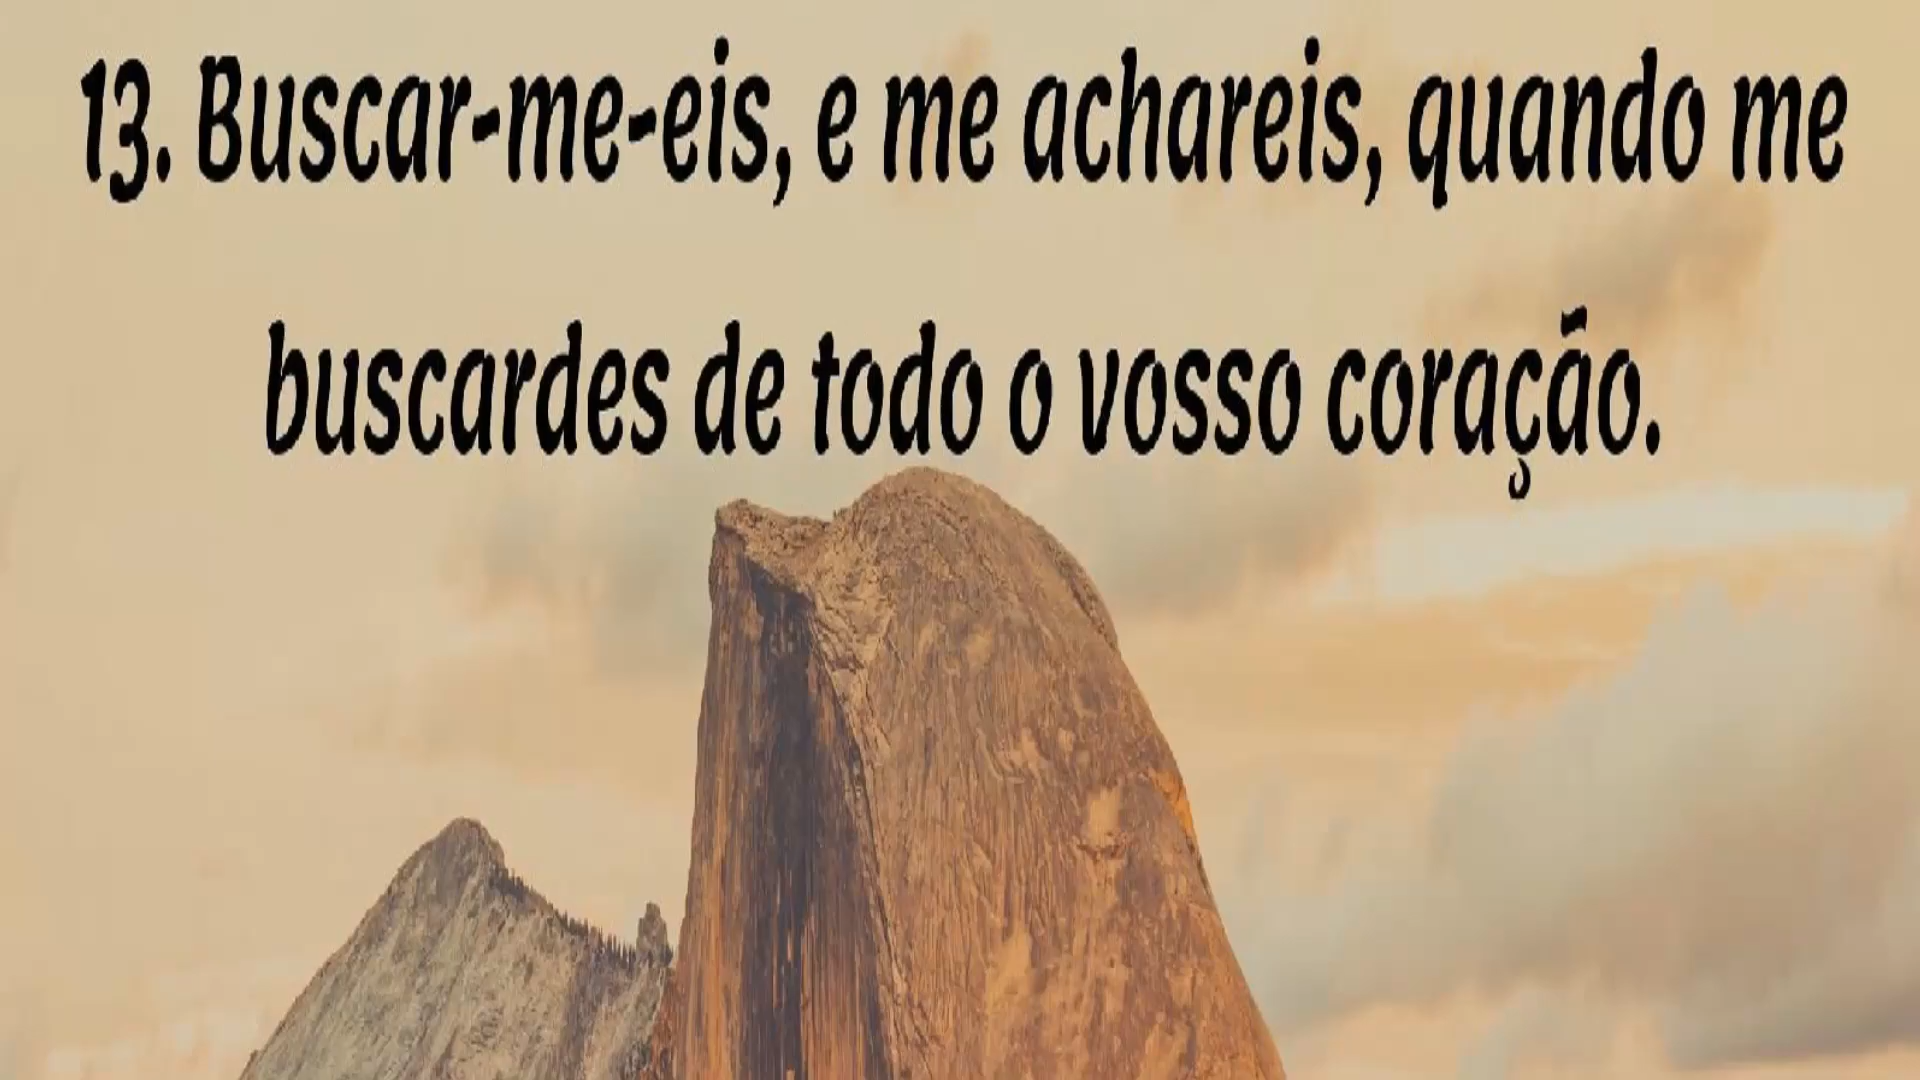 13. Buscar-me-eis, e me achareis, quando me
buscardes de todo o vosso coração.